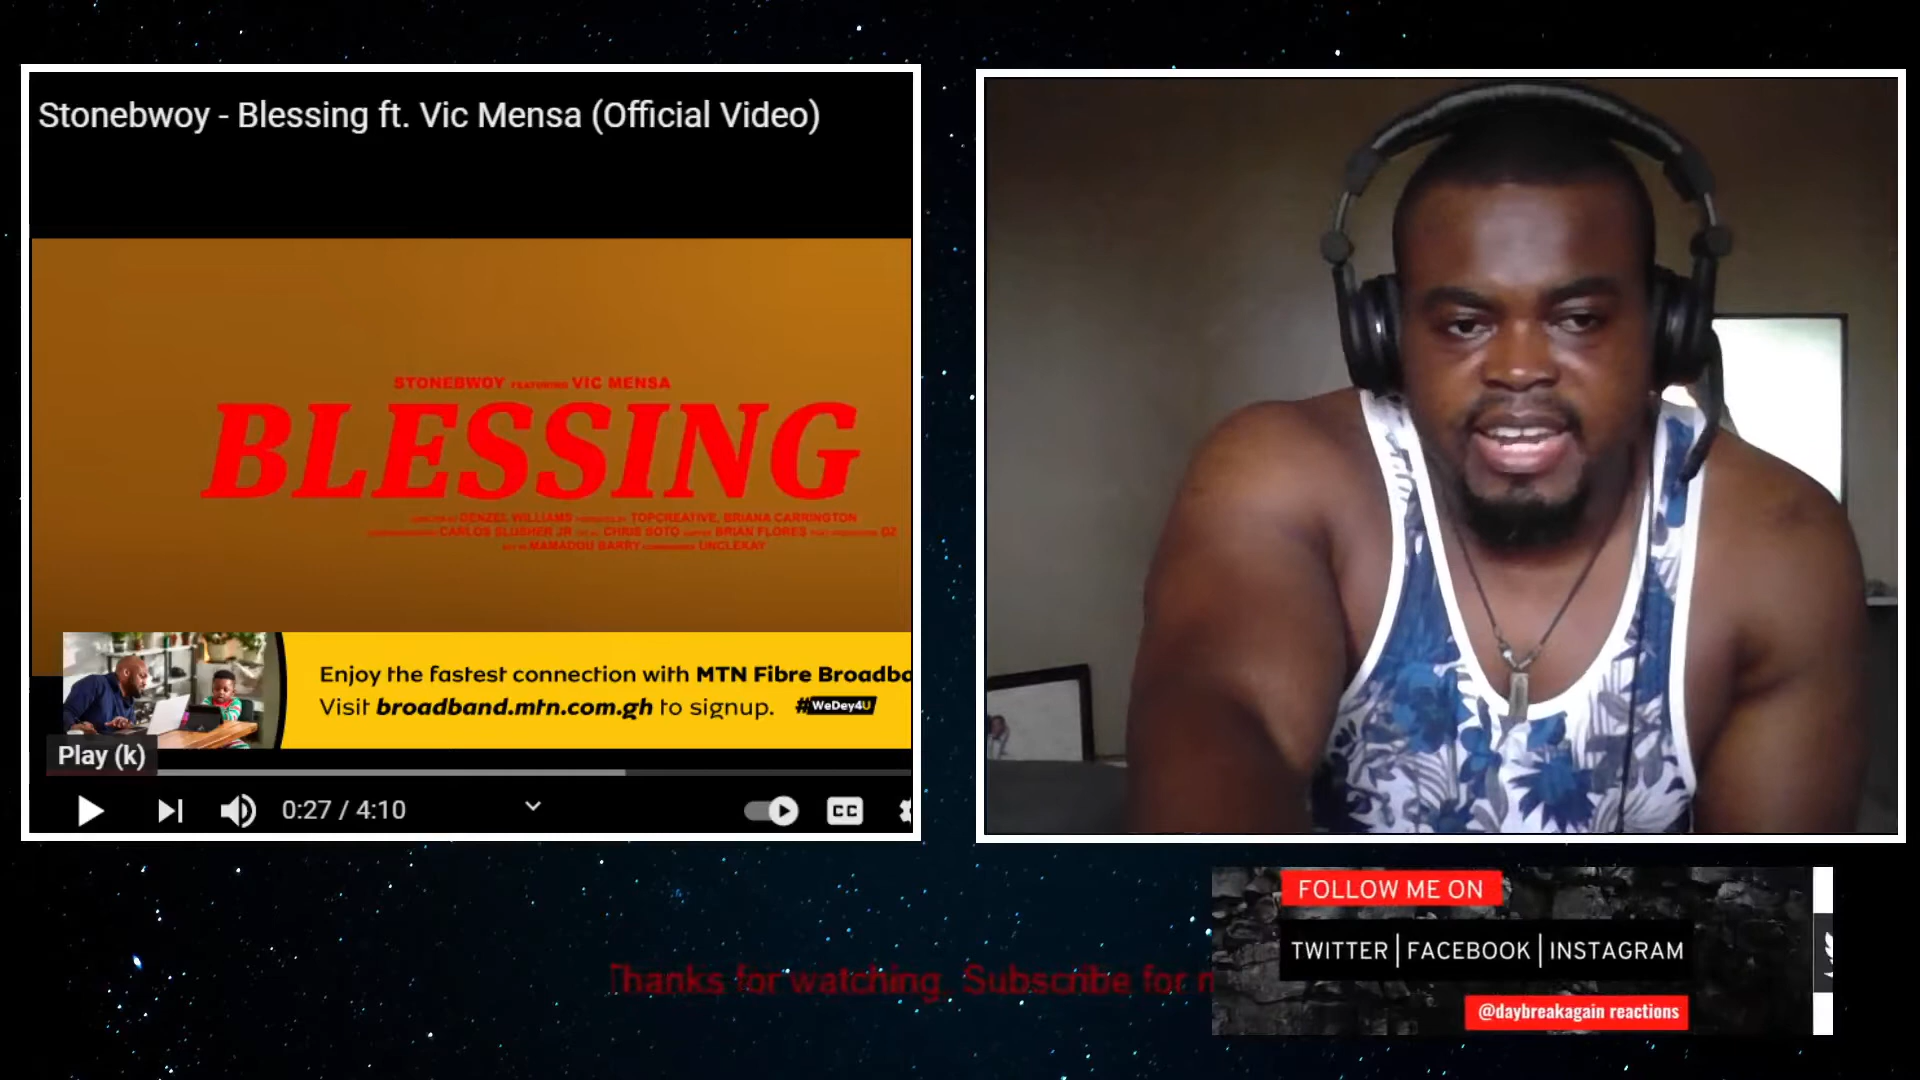 Stonebwoy - Blessing ft. Vic Mensa (Official Video)
STONEBWOY FEATURING VIC MENSA
BLESSING
DENZEL WILLIAMS TOPCREATIVE, BRIANA CARRINGTON
CARLOS SLUSHER JR CHRIS SOTO BRIAN FLORES OZ
MAMADOU BARRY UNCLEKAY
Enjoy the fastest connection with MTN Fibre Broadba
Visit broadband.mtn.com.gh to signup. #WeDey4U
Play (k)
0:27 / 4:10
CC
FOLLOW ME ON
TWITTER | FACEBOOK | INSTAGRAM
Thanks for watching. Subscribe for m
@daybreakagain reactions